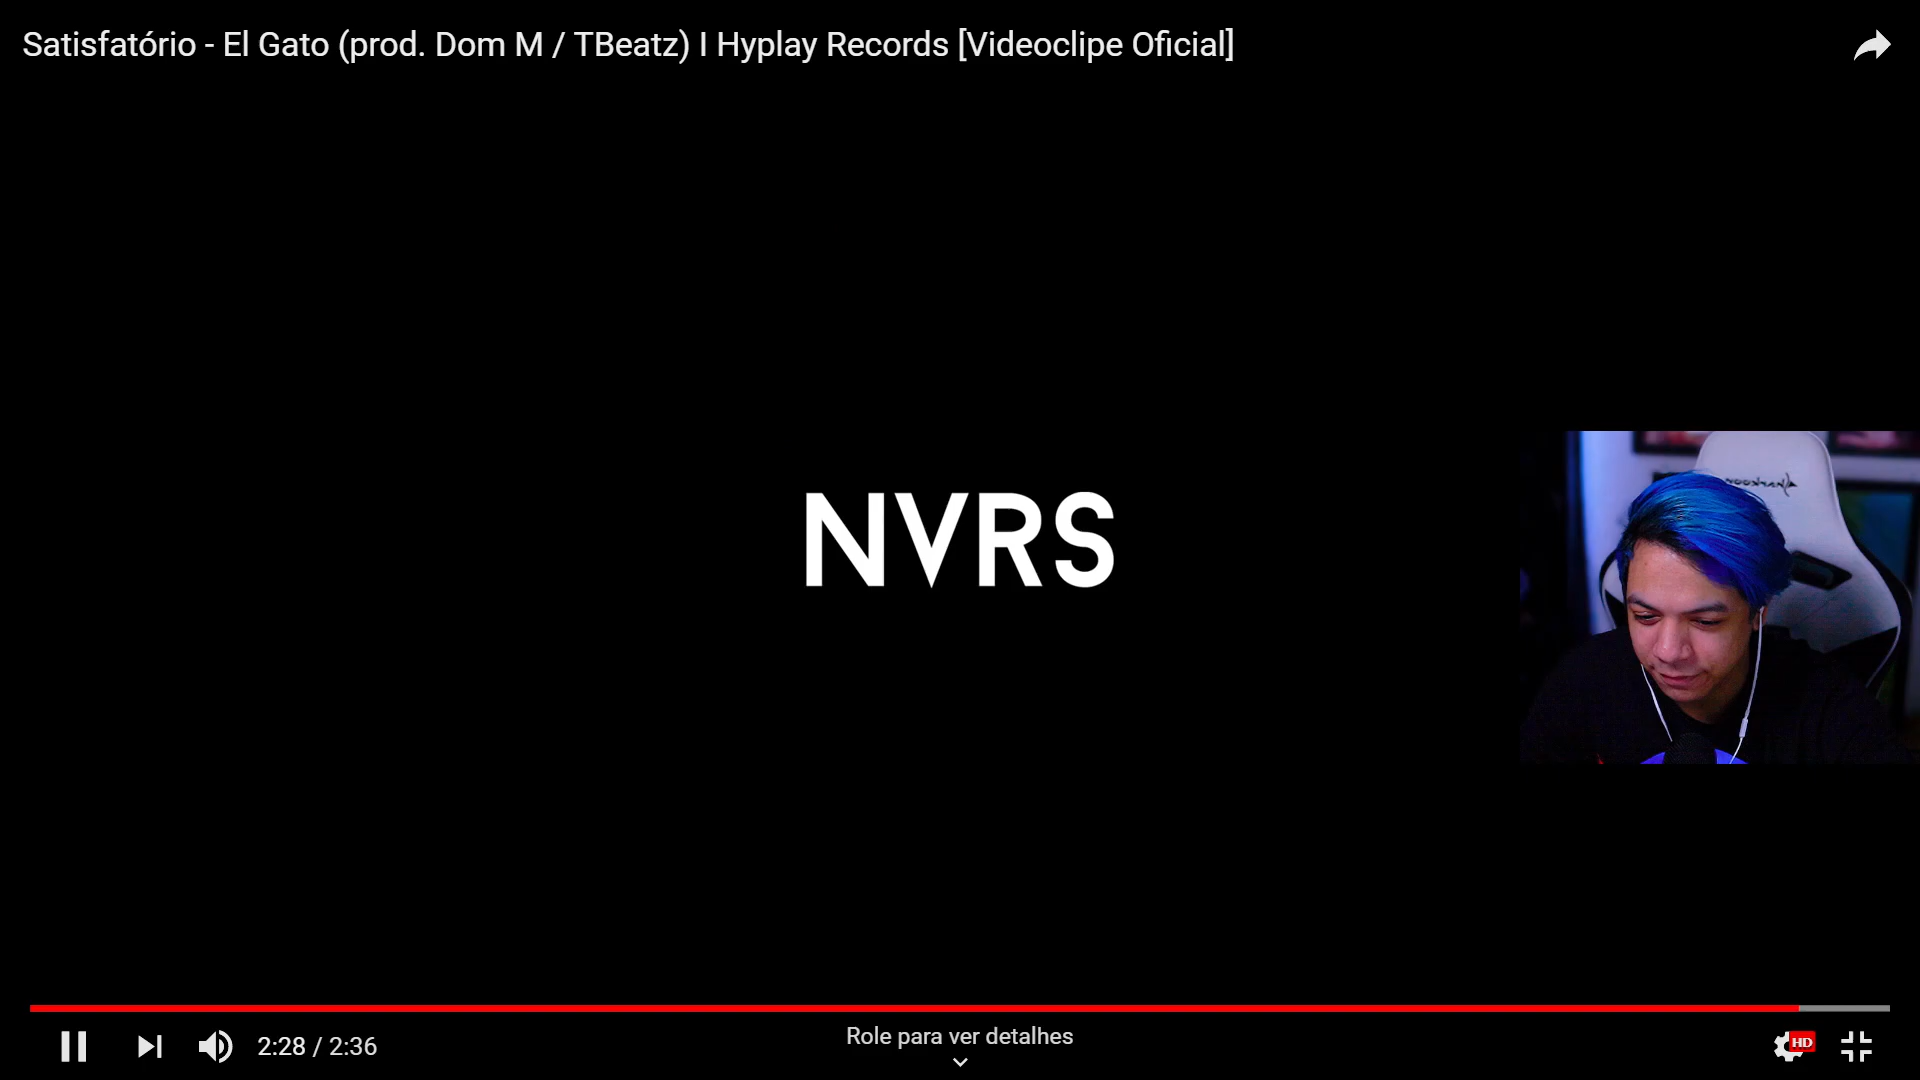 Satisfatório - El Gato (prod. Dom M / TBeatz) I Hyplay Records [Videoclipe Oficial]
NVRS
Role para ver detalhes
2:28 / 2:36
HD